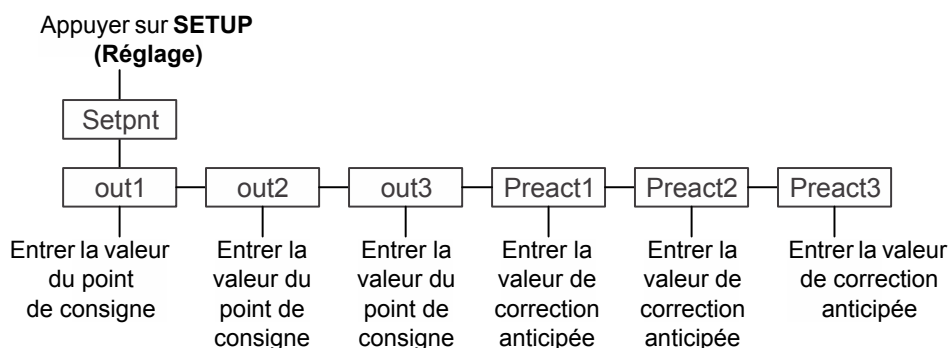 Appuyer sur SETUP
(Réglage)
Setpnt
out1
out2
out3
Preact1
Preact2
Preact3
Entrer la valeur
du point
de consigne
Entrer la
valeur du
point de
consigne
Entrer la
valeur du
point de
consigne
Entrer la
valeur de
correction
anticipée
Entrer la
valeur de
correction
anticipée
Entrer la valeur
de correction
anticipée